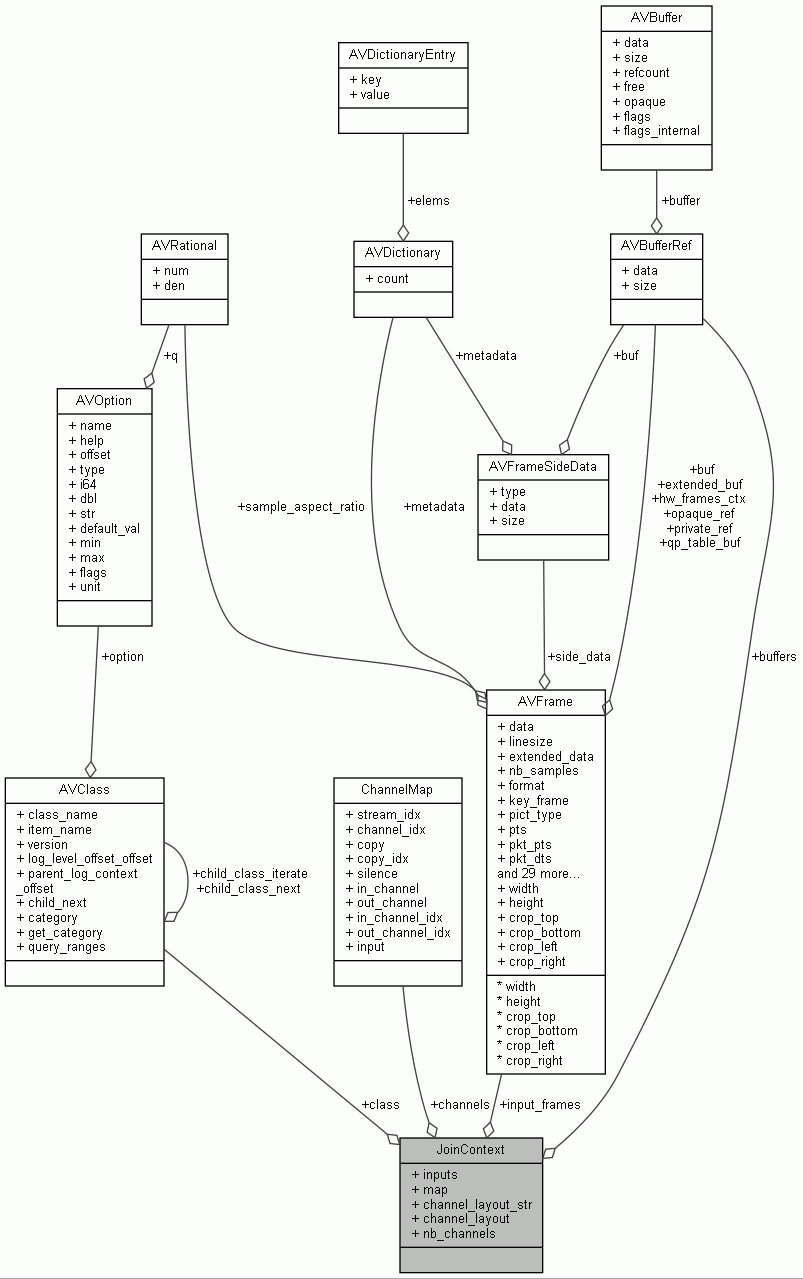 AVBuffer
+ data
+ size
+ refcount
+ free
+ opaque
+ flags
+ flags_internal
AVDictionaryEntry
+ key
+ value
+elems
+buffer
AVRational
+ num
+ den
AVDictionary
+ count
AVBufferRef
+ data
+ size
+q
+metadata
+buf
AVOption
+ name
+ help
+ offset
+ type
+ i64
+ dbl
+ str
+ default_val
+ min
+ max
+ flags
+ unit
AVFrameSideData
+ type
+ data
+ size
+sample_aspect_ratio
+metadata
+buf
+extended_buf
+hw_frames_ctx
+opaque_ref
+private_ref
+qp_table_buf
+option
+side_data
+buffers
AVFrame
+ data
+ linesize
+ extended_data
+ nb_samples
+ format
+ key_frame
+ pict_type
+ pts
+ pkt_pts
+ pkt_dts
and 29 more...
+ width
+ height
+ crop_top
+ crop_bottom
+ crop_left
+ crop_right
* width
* height
* crop_top
* crop_bottom
* crop_left
* crop_right
AVClass
+ class_name
+ item_name
+ version
+ log_level_offset_offset
+ parent_log_context
_offset
+ child_next
+ category
+ get_category
+ query_ranges
+child_class_iterate
+child_class_next
ChannelMap
+ stream_idx
+ channel_idx
+ copy
+ copy_idx
+ silence
+ in_channel
+ out_channel
+ in_channel_idx
+ out_channel_idx
+ input
+class
+channels
+input_frames
JoinContext
+ inputs
+ map
+ channel_layout_str
+ channel_layout
+ nb_channels